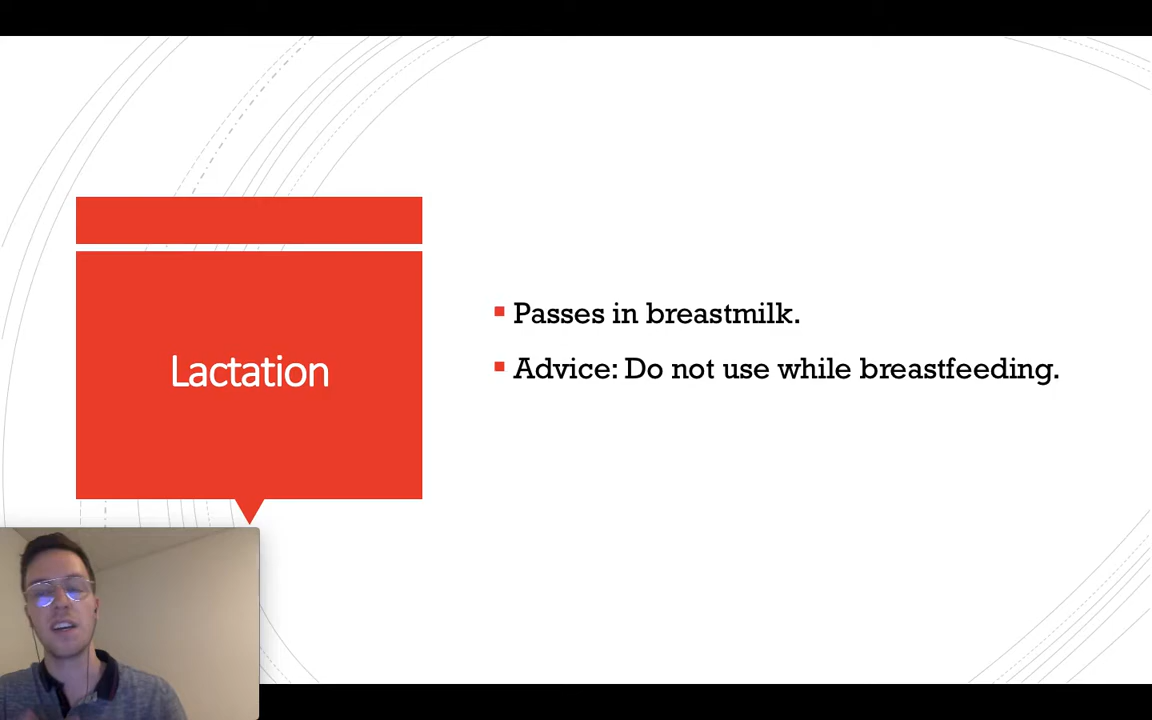 Lactation
Passes in breastmilk.
Advice: Do not use while breastfeeding.